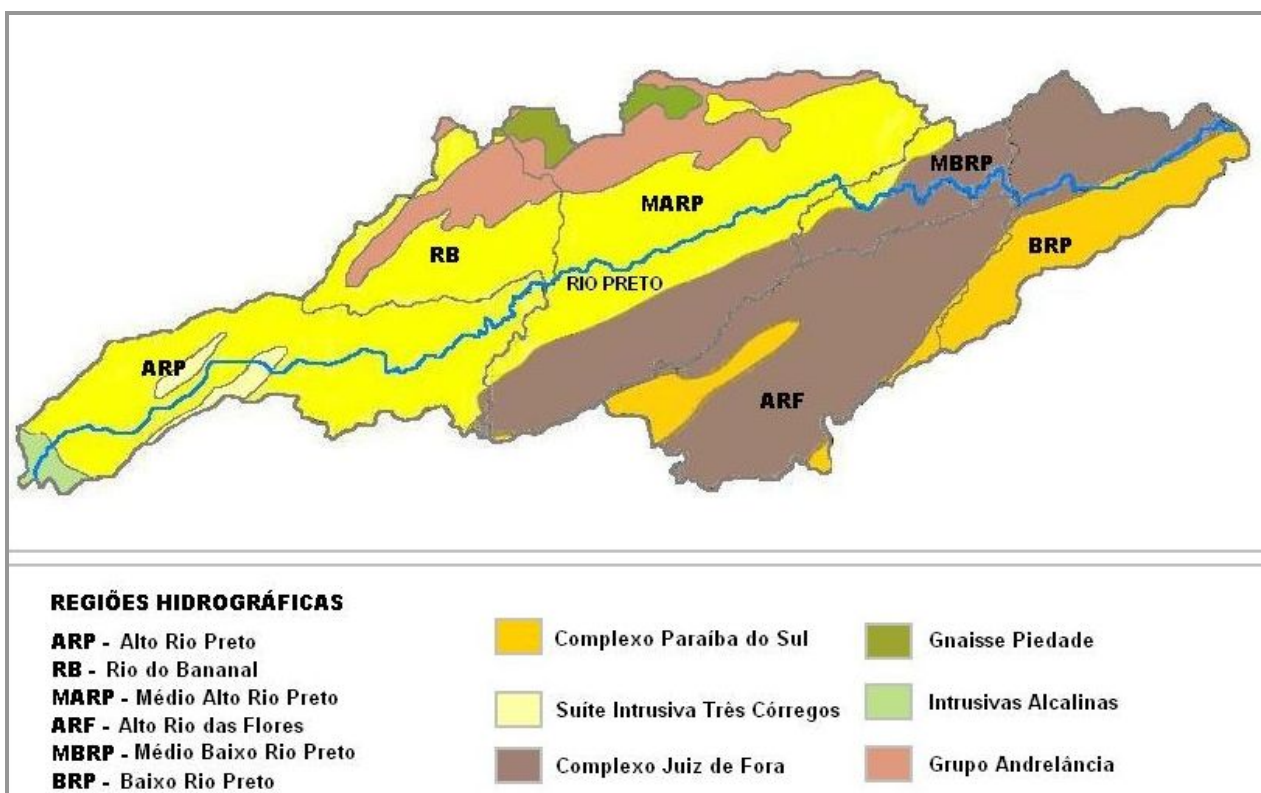 MBRP
MARP
RB
BRP
RIO PRETO
ARP
ARF
REGIÕES HIDROGRÁFICAS
ARP - Alto Rio Preto
RB - Rio do Bananal
MARP - Médio Alto Rio Preto
ARF - Alto Rio das Flores
MBRP - Médio Baixo Rio Preto
BRP - Baixo Rio Preto
Complexo Paraíba do Sul
Suíte Intrusiva Três Córregos
Complexo Juiz de Fora
Gnaisse Piedade
Intrusivas Alcalinas
Grupo Andrelância